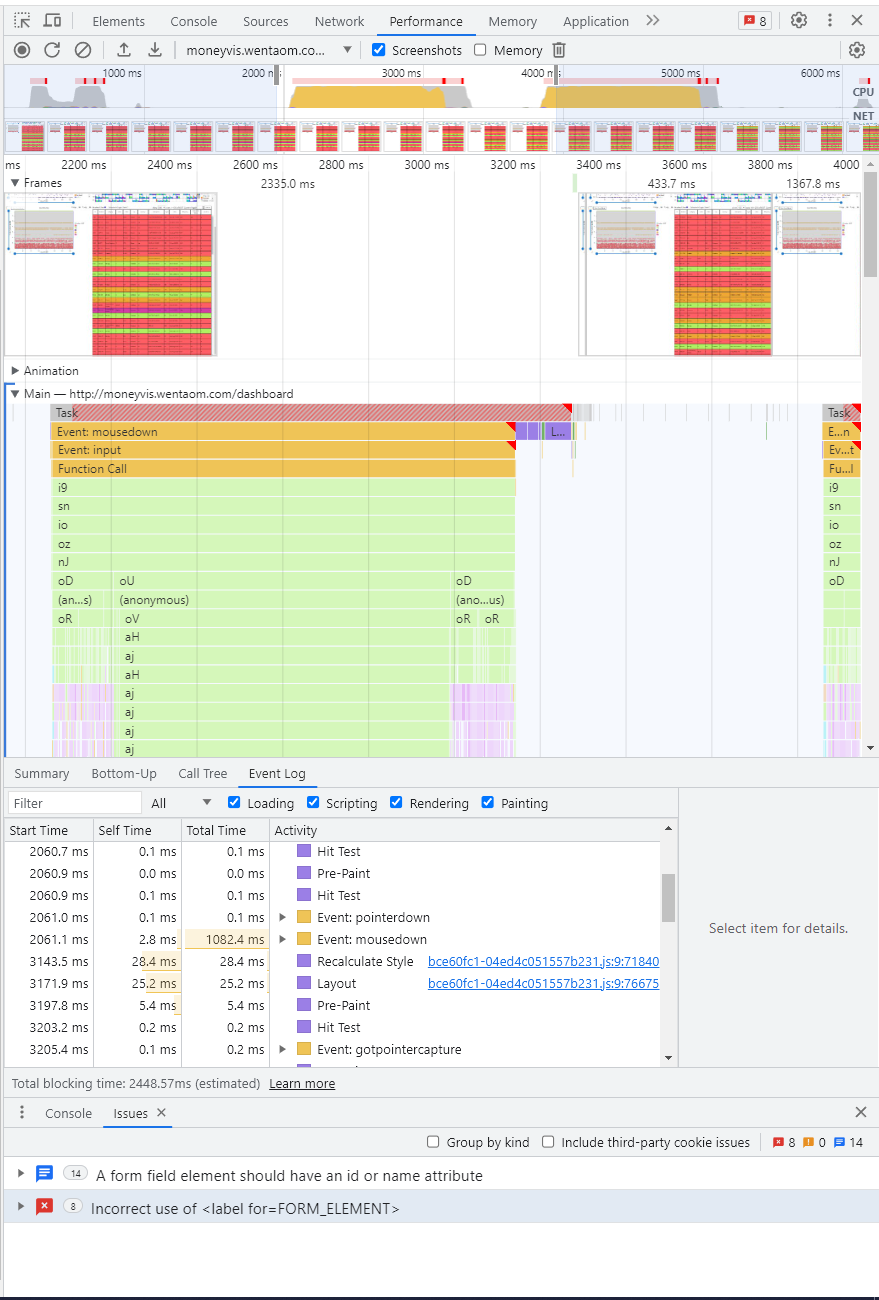 Elements Console Sources Network Performance Memory Application 8
moneyvis.wentaom.co... Screenshots Memory
1000 ms 2000 ms 3000 ms 4000 ms 5000 ms 6000 ms
CPU
NET
ms 2200 ms 2400 ms 2600 ms 2800 ms 3000 ms 3200 ms 3400 ms 3600 ms 3800 ms 4000
Frames 2335.0 ms 433.7 ms 1367.8 ms
Animation
Main — http://moneyvis.wentaom.com/dashboard
Task Task
Event: mousedown L... E...n
Event: input Ev...t
Function Call Fu...l
i9 i9
sn sn
io io
oz oz
nJ nJ
oD oU oD oD
(an...s) (anonymous) (ano...us)
oR oV oR oR
aH
aj
aH
aj
aj
aj
aj
Summary Bottom-Up Call Tree Event Log
Filter All Loading Scripting Rendering Painting
Start Time Self Time Total Time Activity
2060.7 ms 0.1 ms 0.1 ms Hit Test
2060.9 ms 0.0 ms 0.0 ms Pre-Paint
2060.9 ms 0.1 ms 0.1 ms Hit Test
2061.0 ms 0.1 ms 0.1 ms Event: pointerdown
2061.1 ms 2.8 ms 1082.4 ms Event: mousedown
3143.5 ms 28.4 ms 28.4 ms Recalculate Style bce60fc1-04ed4c051557b231.js:9:71840
3171.9 ms 25.2 ms 25.2 ms Layout bce60fc1-04ed4c051557b231.js:9:76675
3197.8 ms 5.4 ms 5.4 ms Pre-Paint
3203.2 ms 0.2 ms 0.2 ms Hit Test
3205.4 ms 0.1 ms 0.2 ms Event: gotpointercapture
Select item for details.
Total blocking time: 2448.57ms (estimated) Learn more
Console Issues
Group by kind Include third-party cookie issues 8 0 14
14 A form field element should have an id or name attribute
8 Incorrect use of <label for=FORM_ELEMENT>